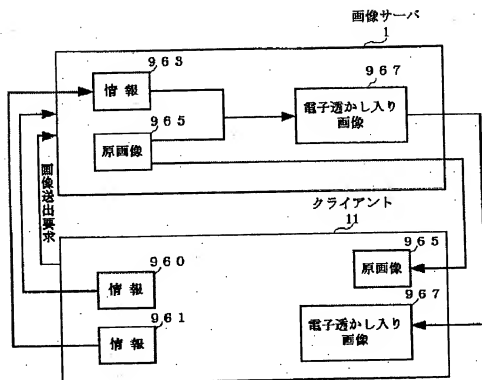 画像サーバ
1
963
情報
967
電子透かし入り
画像
965
原画像
画像送出要求
クライアント
11
965
原画像
960
情報
967
電子透かし入り
画像
961
情報